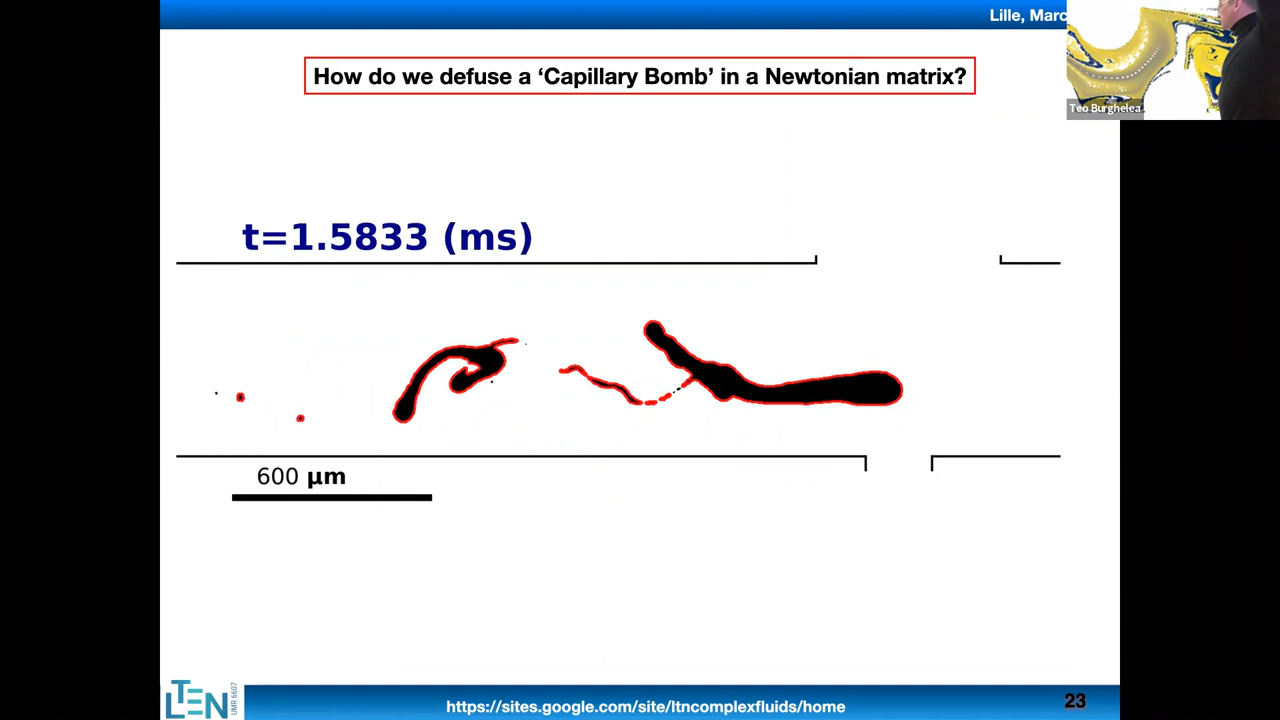 Lille, Marc
How do we defuse a ‘Capillary Bomb’ in a Newtonian matrix?
Teo Burghelea
t=1.5833 (ms)
600 µm
LTEN
UMR 6607
https://sites.google.com/site/ltncomplexfluids/home
23